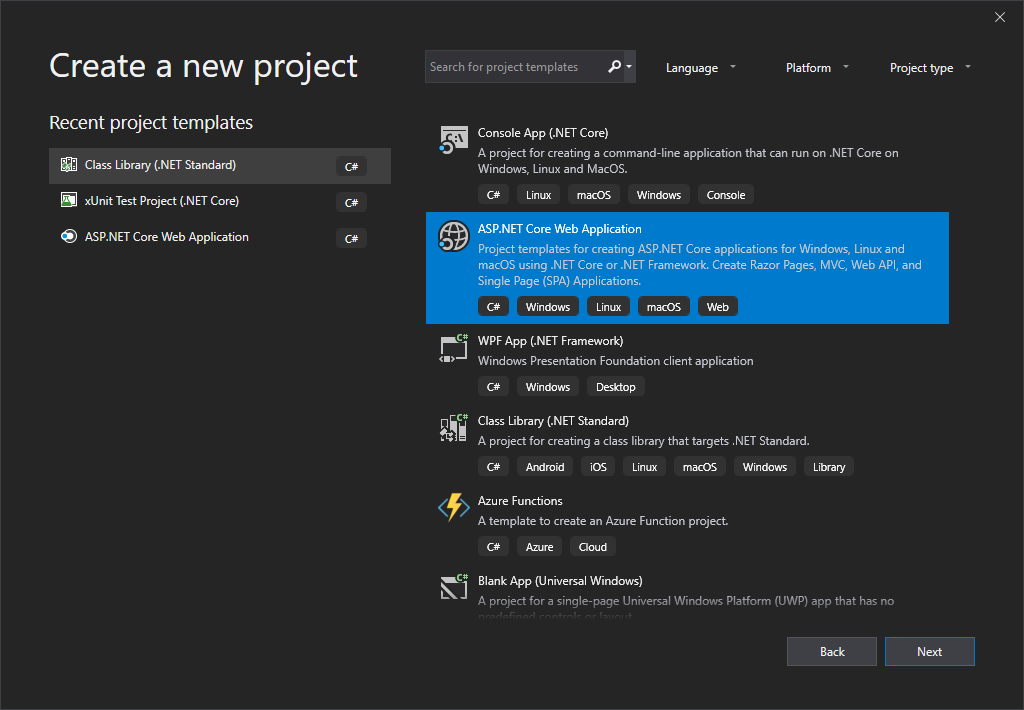 Create a new project
Search for project templates
Language
Platform
Project type
Recent project templates
Class Library (.NET Standard)
C#
xUnit Test Project (.NET Core)
C#
ASP.NET Core Web Application
C#
Console App (.NET Core)
A project for creating a command-line application that can run on .NET Core on
Windows, Linux and MacOS.
C# Linux macOS Windows Console
ASP.NET Core Web Application
Project templates for creating ASP.NET Core applications for Windows, Linux and
macOS using .NET Core or .NET Framework. Create Razor Pages, MVC, Web API, and
Single Page (SPA) Applications.
C# Windows Linux macOS Web
WPF App (.NET Framework)
Windows Presentation Foundation client application
C# Windows Desktop
Class Library (.NET Standard)
A project for creating a class library that targets .NET Standard.
C# Android iOS Linux macOS Windows Library
Azure Functions
A template to create an Azure Function project.
C# Azure Cloud
Blank App (Universal Windows)
A project for a single-page Universal Windows Platform (UWP) app that has no
predefined controls or layout.
Back
Next